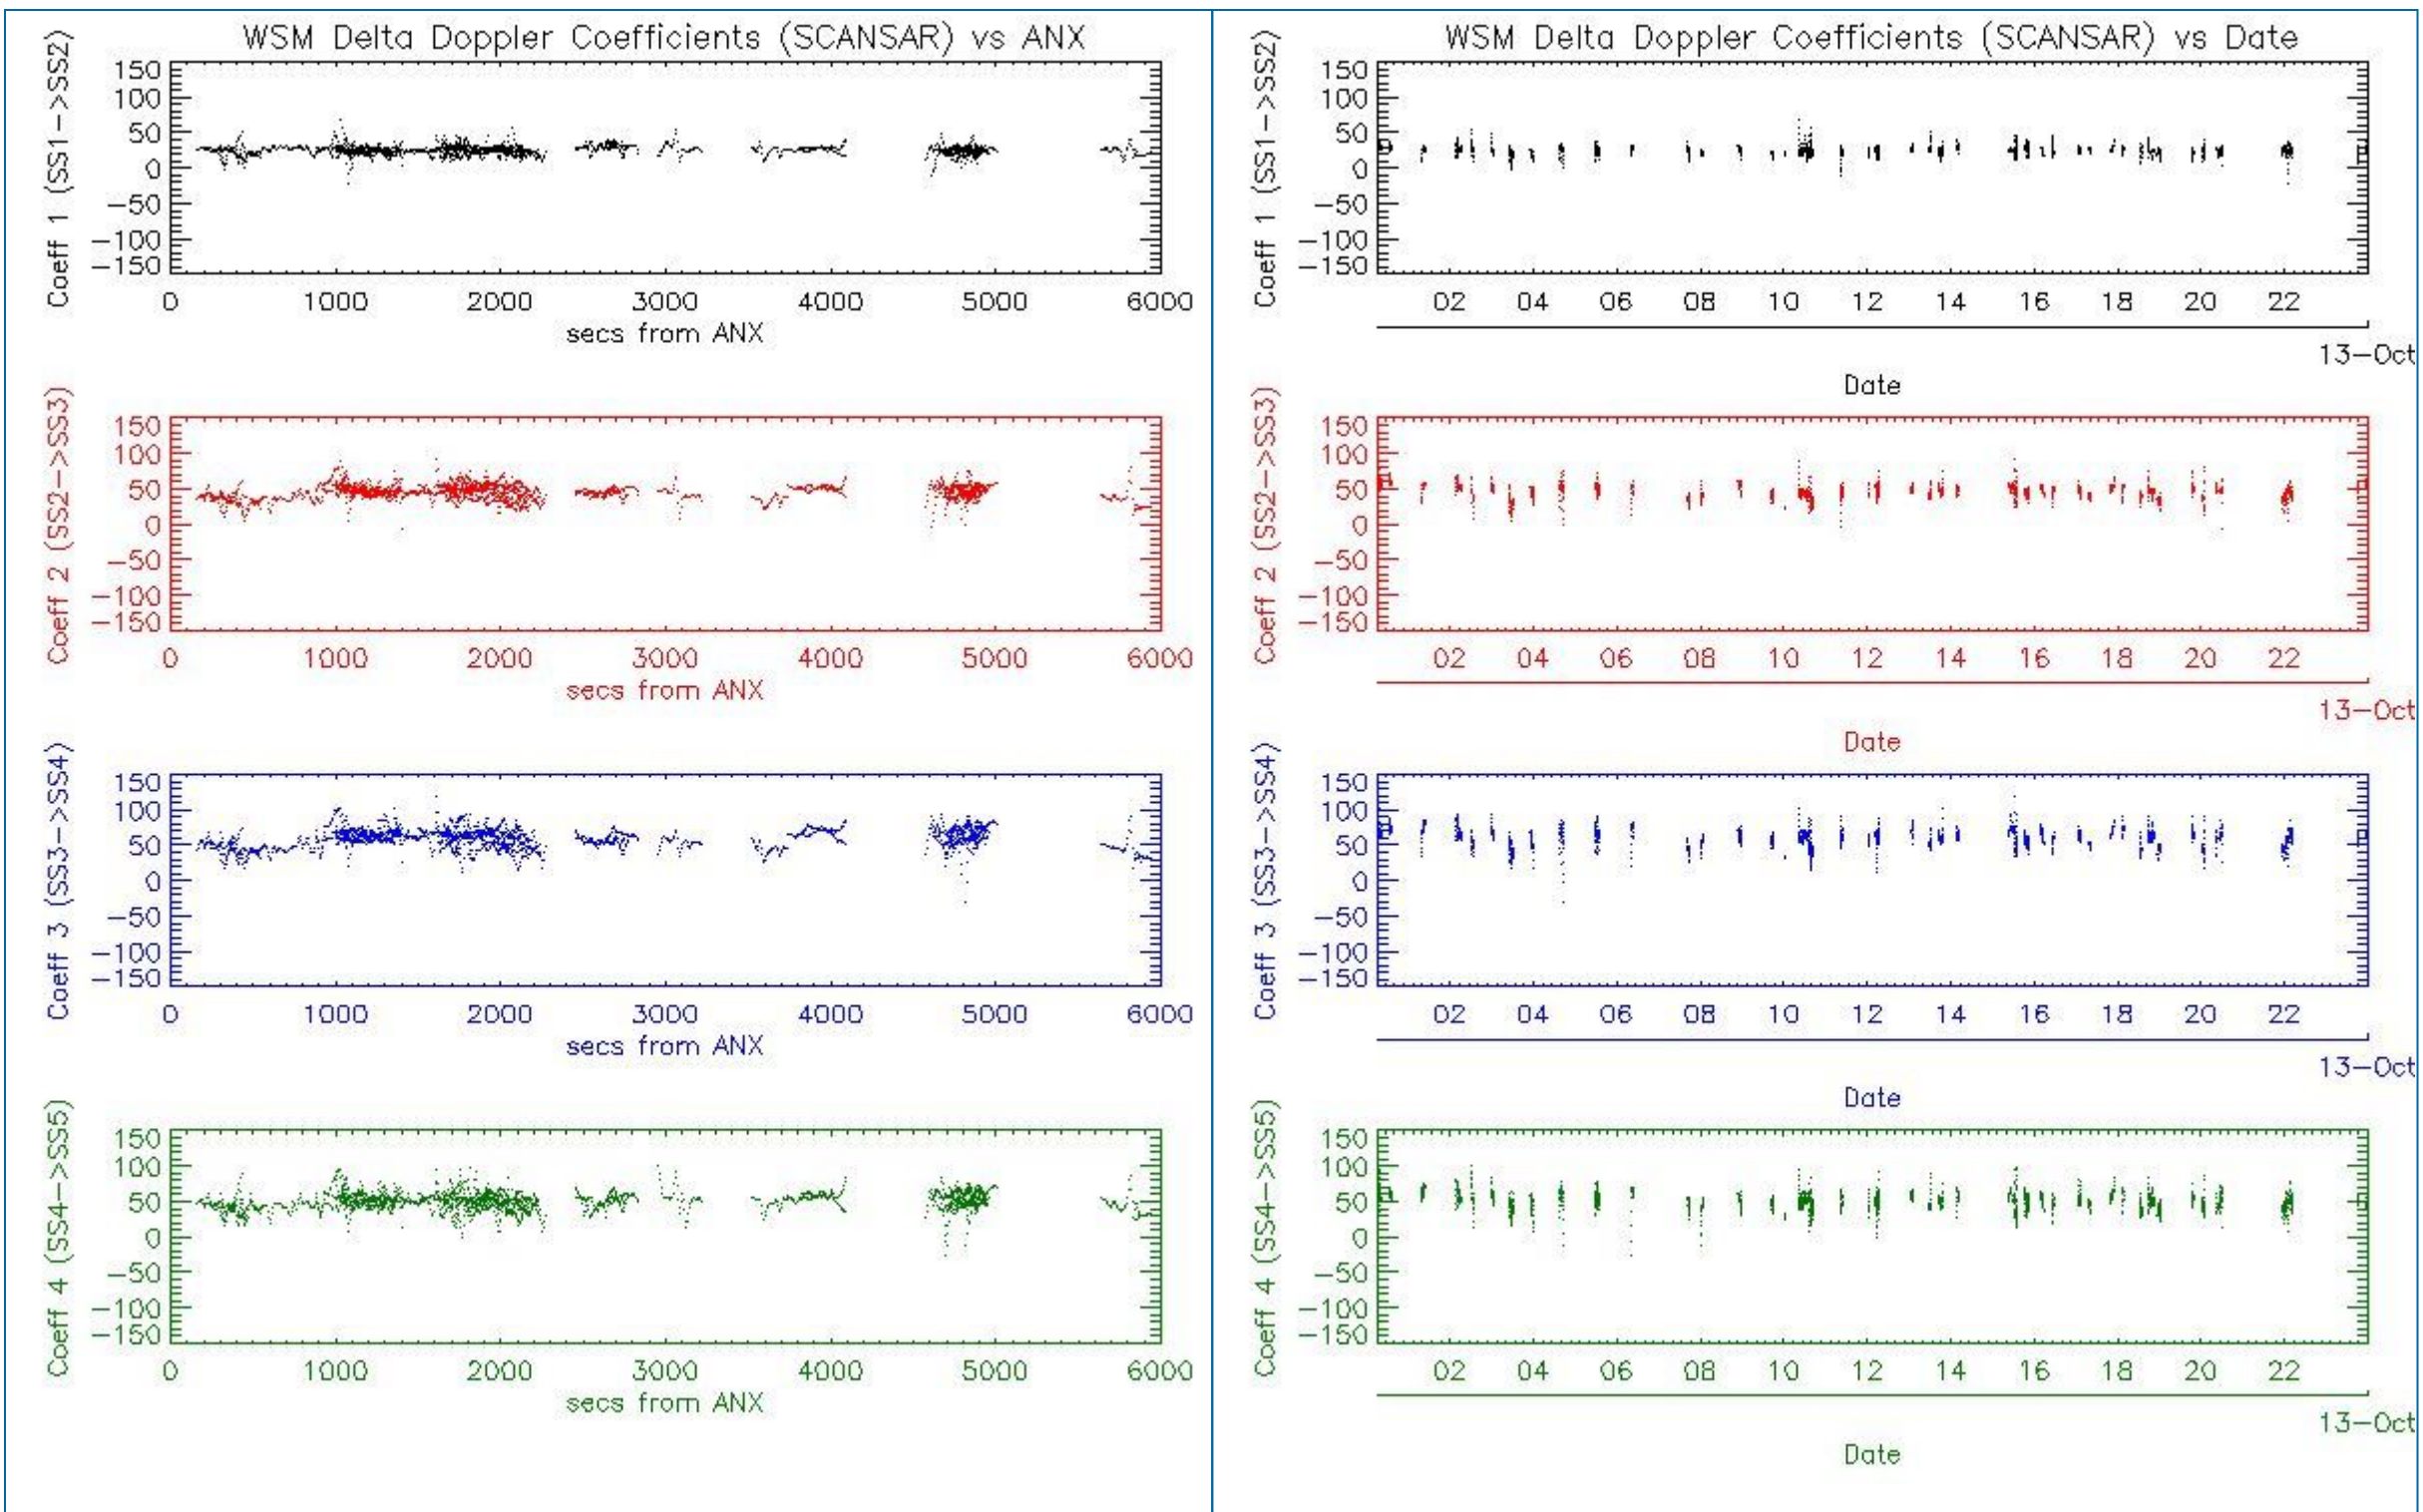 WSM Delta Doppler Coefficients (SCANSAR) vs ANX
Coeff 1 (SS1->SS2)
150
100
50
0
-50
-100
-150
0 1000 2000 3000 4000 5000 6000
secs from ANX
Coeff 2 (SS2->SS3)
150
100
50
0
-50
-100
-150
0 1000 2000 3000 4000 5000 6000
secs from ANX
Coeff 3 (SS3->SS4)
150
100
50
0
-50
-100
-150
0 1000 2000 3000 4000 5000 6000
secs from ANX
Coeff 4 (SS4->SS5)
150
100
50
0
-50
-100
-150
0 1000 2000 3000 4000 5000 6000
secs from ANX
WSM Delta Doppler Coefficients (SCANSAR) vs Date
Coeff 1 (SS1->SS2)
150
100
50
0
-50
-100
-150
02 04 06 08 10 12 14 16 18 20 22
13-Oct
Date
Coeff 2 (SS2->SS3)
150
100
50
0
-50
-100
-150
02 04 06 08 10 12 14 16 18 20 22
13-Oct
Date
Coeff 3 (SS3->SS4)
150
100
50
0
-50
-100
-150
02 04 06 08 10 12 14 16 18 20 22
13-Oct
Date
Coeff 4 (SS4->SS5)
150
100
50
0
-50
-100
-150
02 04 06 08 10 12 14 16 18 20 22
13-Oct
Date